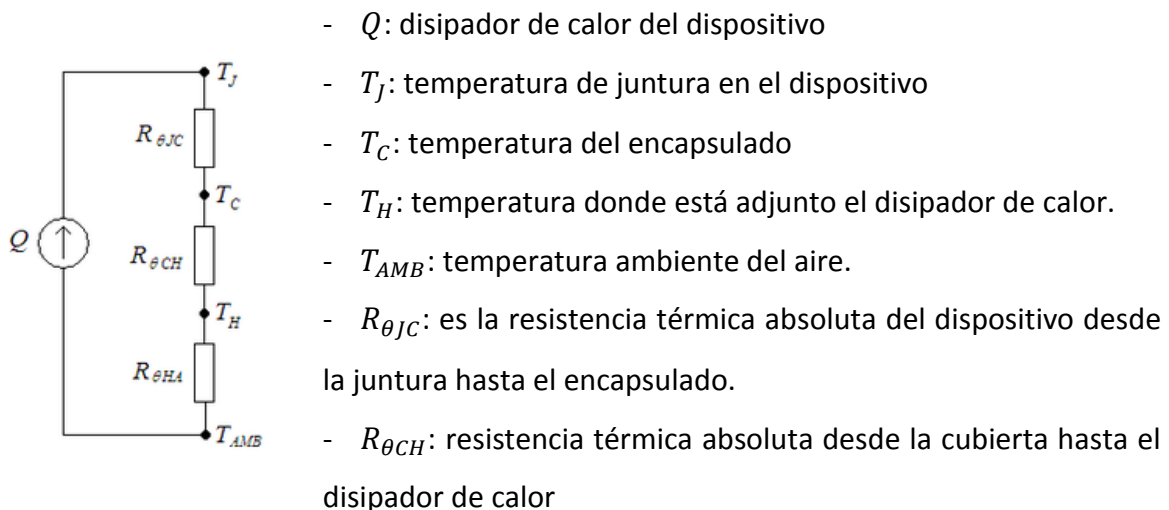 - Q: disipador de calor del dispositivo
- T_J: temperatura de juntura en el dispositivo
- T_C: temperatura del encapsulado
- T_H: temperatura donde está adjunto el disipador de calor.
- T_AMB: temperatura ambiente del aire.
- R_θJC: es la resistencia térmica absoluta del dispositivo desde
la juntura hasta el encapsulado.
- R_θCH: resistencia térmica absoluta desde la cubierta hasta el
disipador de calor
T_J
R_θJC
T_C
Q
R_θCH
T_H
R_θHA
T_AMB